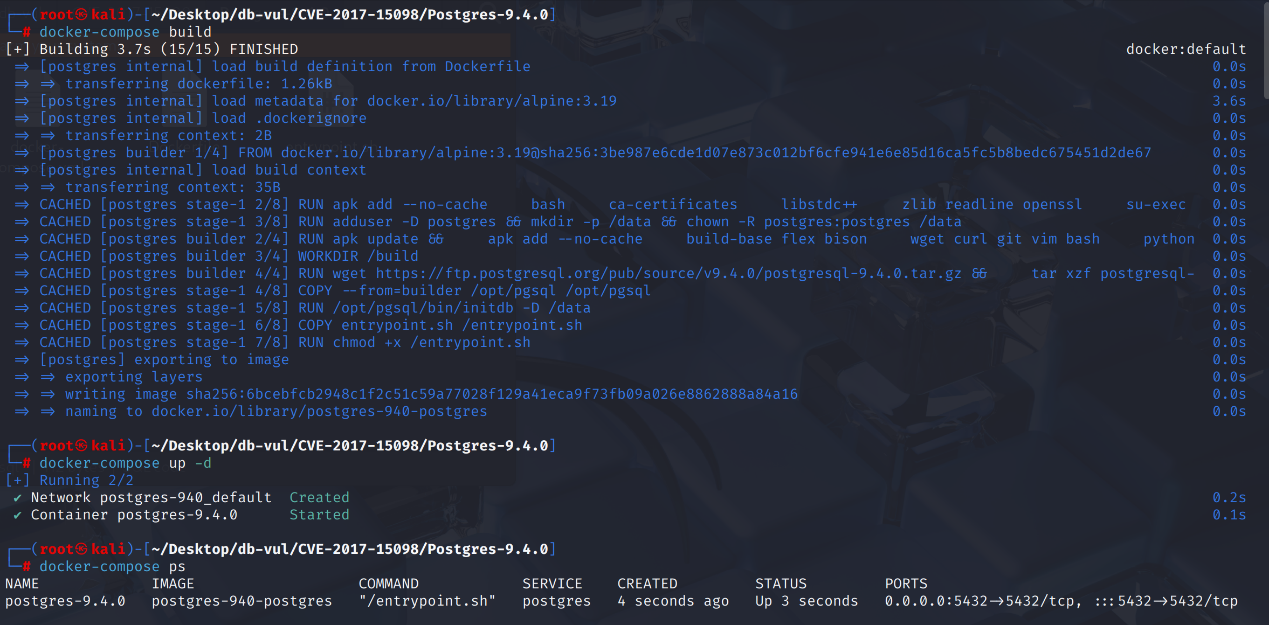 ┌──(root㉿kali)-[~/Desktop/db-vul/CVE-2017-15098/Postgres-9.4.0]
└─# docker-compose build
[+] Building 3.7s (15/15) FINISHED docker:default
=> [postgres internal] load build definition from Dockerfile 0.0s
=> => transferring dockerfile: 1.26kB 0.0s
=> [postgres internal] load metadata for docker.io/library/alpine:3.19 3.6s
=> [postgres internal] load .dockerignore 0.0s
=> => transferring context: 2B 0.0s
=> [postgres builder 1/4] FROM docker.io/library/alpine:3.19@sha256:3be987e6cde1d07e873c012bf6cfe941e6e85d16ca5fc5b8bedc675451d2de67 0.0s
=> [postgres internal] load build context 0.0s
=> => transferring context: 35B 0.0s
=> CACHED [postgres stage-1 2/8] RUN apk add --no-cache bash ca-certificates libstdc++ zlib readline openssl su-exec 0.0s
=> CACHED [postgres stage-1 3/8] RUN adduser -D postgres && mkdir -p /data && chown -R postgres:postgres /data 0.0s
=> CACHED [postgres builder 2/4] RUN apk update && apk add --no-cache build-base flex bison wget curl git vim bash python 0.0s
=> CACHED [postgres builder 3/4] WORKDIR /build 0.0s
=> CACHED [postgres builder 4/4] RUN wget https://ftp.postgresql.org/pub/source/v9.4.0/postgresql-9.4.0.tar.gz && tar xzf postgresql- 0.0s
=> CACHED [postgres stage-1 4/8] COPY --from=builder /opt/pgsql /opt/pgsql 0.0s
=> CACHED [postgres stage-1 5/8] RUN /opt/pgsql/bin/initdb -D /data 0.0s
=> CACHED [postgres stage-1 6/8] COPY entrypoint.sh /entrypoint.sh 0.0s
=> CACHED [postgres stage-1 7/8] RUN chmod +x /entrypoint.sh 0.0s
=> [postgres] exporting to image 0.0s
=> => exporting layers 0.0s
=> => writing image sha256:6bcebfcb2948c1f2c51c59a77028f129a41eca9f73fb09a026e8862888a84a16 0.0s
=> => naming to docker.io/library/postgres-940-postgres 0.0s
┌──(root㉿kali)-[~/Desktop/db-vul/CVE-2017-15098/Postgres-9.4.0]
└─# docker-compose up -d
[+] Running 2/2
✔ Network postgres-940_default Created 0.2s
✔ Container postgres-9.4.0 Started 0.1s
┌──(root㉿kali)-[~/Desktop/db-vul/CVE-2017-15098/Postgres-9.4.0]
└─# docker-compose ps
NAME IMAGE COMMAND SERVICE CREATED STATUS PORTS
postgres-9.4.0 postgres-940-postgres "/entrypoint.sh" postgres 4 seconds ago Up 3 seconds 0.0.0.0:5432->5432/tcp, :::5432->5432/tcp